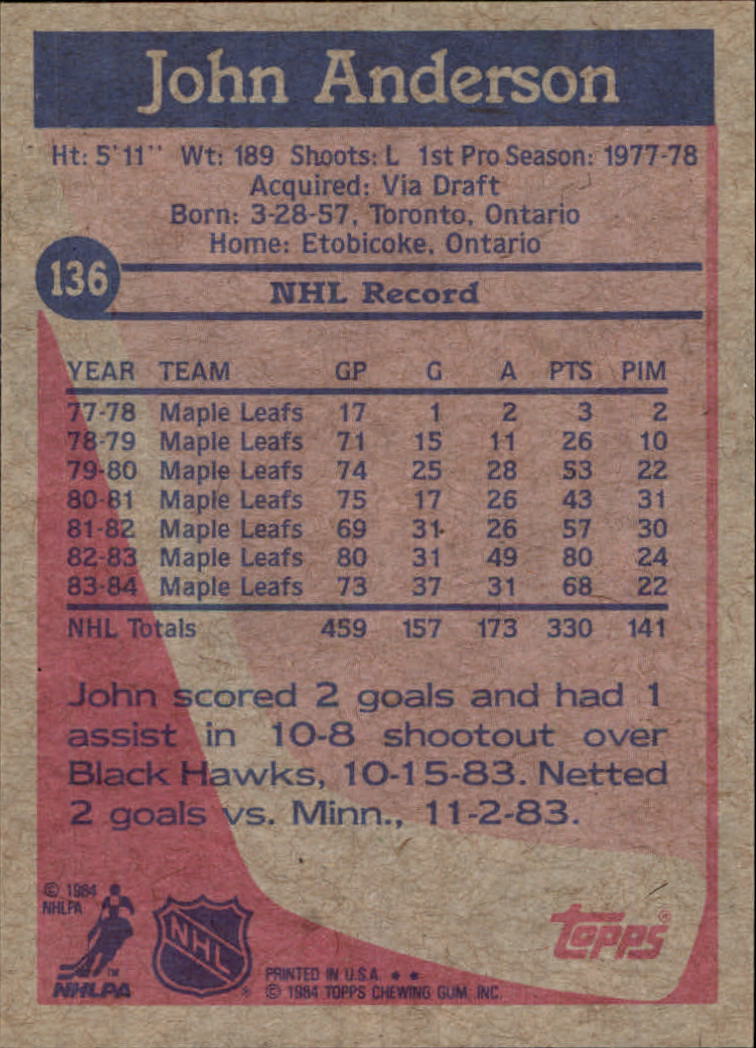 John Anderson
Ht: 5'11" Wt: 189 Shoots: L 1st Pro Season: 1977-78
Acquired: Via Draft
Born: 3-28-57, Toronto, Ontario
Home: Etobicoke, Ontario
136
NHL Record
YEAR TEAM GP G A PTS PIM
77-78 Maple Leafs 17 1 2 3 2
78-79 Maple Leafs 71 15 11 26 10
79-80 Maple Leafs 74 25 28 53 22
80-81 Maple Leafs 75 17 26 43 31
81-82 Maple Leafs 69 31 26 57 30
82-83 Maple Leafs 80 31 49 80 24
83-84 Maple Leafs 73 37 31 68 22
NHL Totals 459 157 173 330 141
John scored 2 goals and had 1
assist in 10-8 shootout over
Black Hawks, 10-15-83. Netted
2 goals vs. Minn., 11-2-83.
© 1984
NHLPA
TM
NHLPA
NHL
®
topps®
PRINTED IN U.S.A. **
© 1984 TOPPS CHEWING GUM, INC.